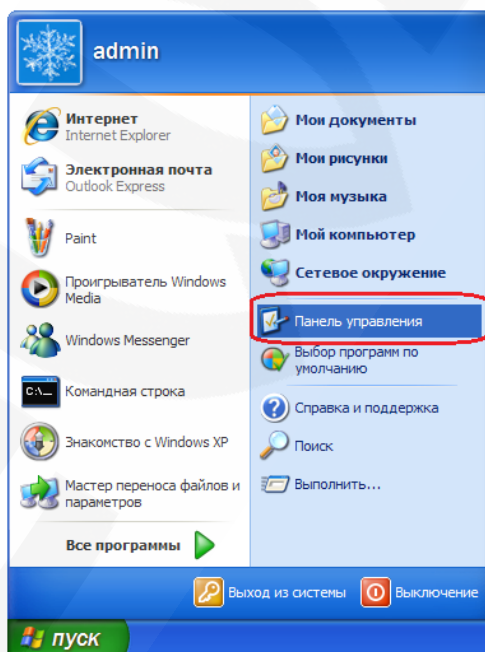 admin
Интернет
Internet Explorer
Электронная почта
Outlook Express
Paint
Проигрыватель Windows
Media
Windows Messenger
C:\_
Командная строка
Знакомство с Windows XP
Мастер переноса файлов и
параметров
Все программы
Мои документы
Мои рисунки
Моя музыка
Мой компьютер
Сетевое окружение
Панель управления
Выбор программ по
умолчанию
Справка и поддержка
Поиск
Выполнить...
Выход из системы
Выключение
пуск